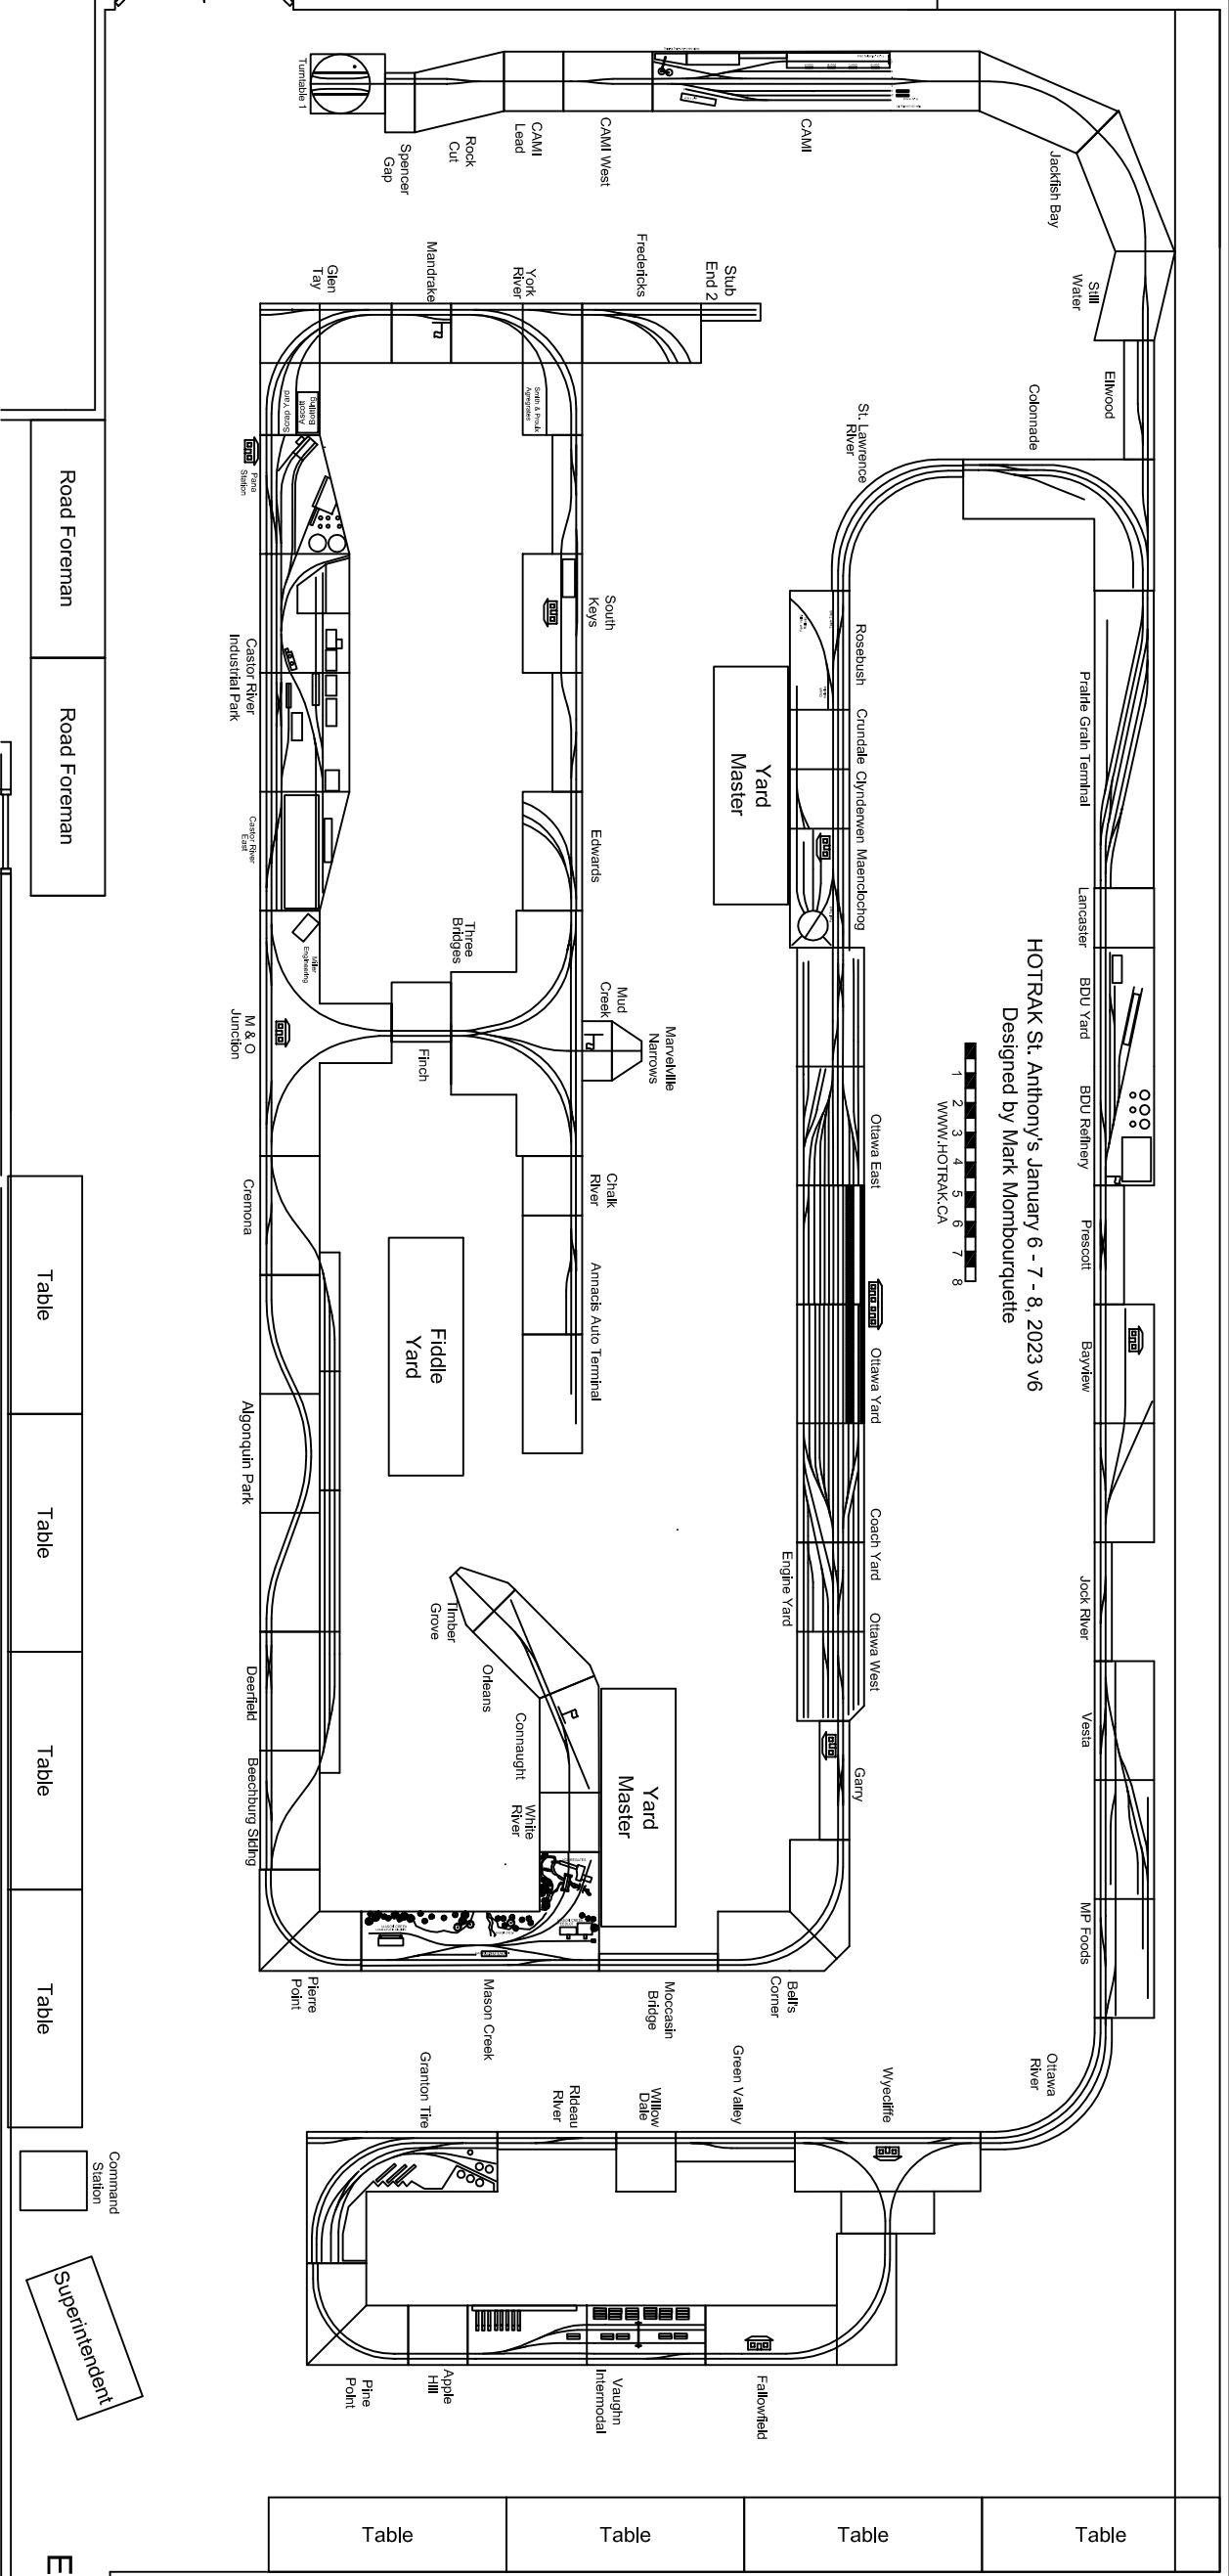 HOTRAK St. Anthony's January 6 - 7 - 8, 2023 v6
Designed by Mark Mombourquette
1 2 3 4 5 6 7 8
WWW.HOTRAK.CA
Turntable 1
Spencer
Gap
Rock
Cut
CAMI
Lead
CAMI West
CAMI
Jackfish Bay
Still
Water
Ellwood
Colonnade
St. Lawrence
River
Prairie Grain Terminal
Lancaster
BDU Yard
BDU Refinery
Prescott
Bayview
Jock River
Vesta
MP Foods
Ottawa
River
Wyecliffe
Green Valley
Willow
Dale
Rideau
River
Granton Tire
Pine
Point
Apple
Hill
Vaughn
Intermodal
Fallowfield
Rosebush
Crundale
Clynderwen
Maenclochog
Yard
Master
Ottawa East
Ottawa Yard
Coach Yard
Engine Yard
Ottawa West
Garry
Bell's
Corner
Moccasin
Bridge
Mason Creek
Pierre
Point
Yard
Master
White
River
Connaught
Orleans
Timber
Grove
Stub
End 2
Fredericks
York
River
Mandrake
Glen
Tay
Smith & Proulx
Agregrates
South
Keys
Edwards
Mud
Creek
Marvelville
Narrows
Three
Bridges
Finch
Chalk
River
Annacis Auto Terminal
Fiddle
Yard
Ascott
Bottling
Scrap Yard
Pana
Station
Castor River
Industrial Park
Castor River
East
Miller
Engineering
M & O
Junction
Cremona
Algonquin Park
Deerfield
Beechburg Siding
Road Foreman
Road Foreman
Table
Table
Table
Table
Command
Station
Superintendent
Table
Table
Table
Table
E